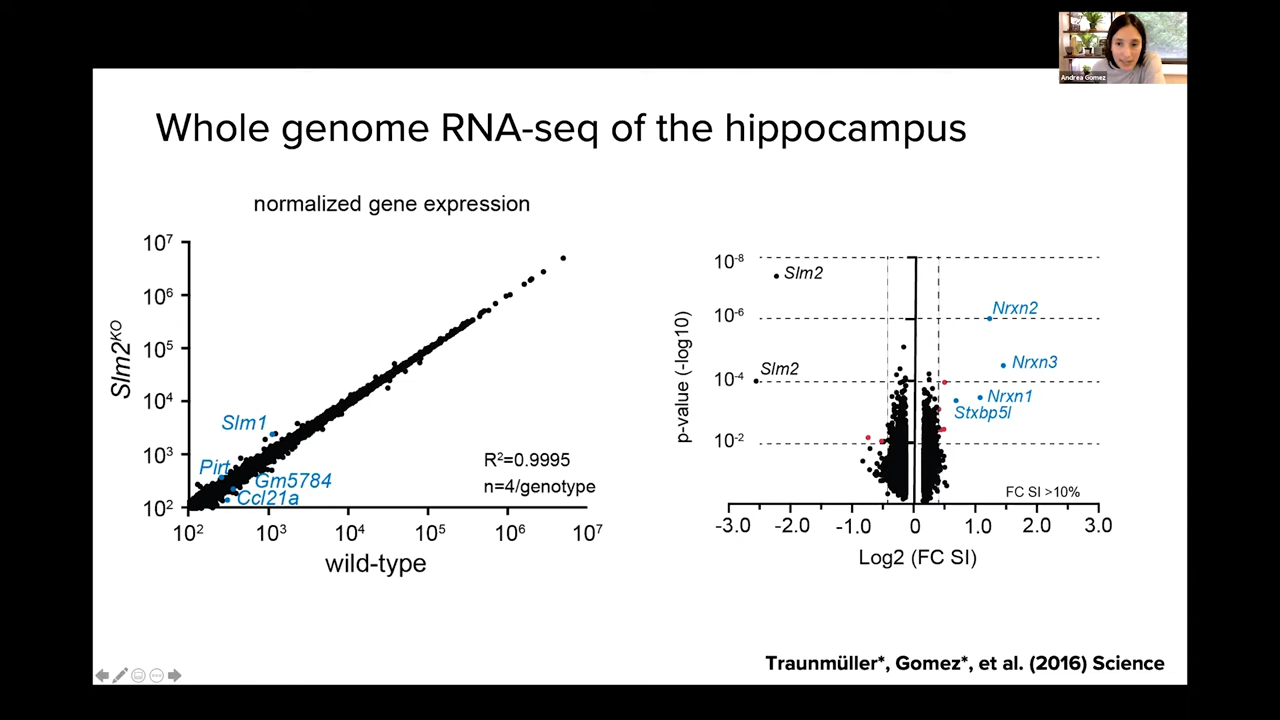 Andrea Gomez
Whole genome RNA-seq of the hippocampus
normalized gene expression
10⁷
10⁶
10⁵
10⁴
10³
10²
Slm2ᴷᴼ
Slm1
Pirt
Gm5784
Ccl21a
R²=0.9995
n=4/genotype
10² 10³ 10⁴ 10⁵ 10⁶ 10⁷
wild-type
10⁻⁸
10⁻⁶
10⁻⁴
10⁻²
p-value (-log10)
Slm2
Nrxn2
Slm2
Nrxn3
Nrxn1
Stxbp5l
FC SI >10%
-3.0 -2.0 -1.0 0 1.0 2.0 3.0
Log2 (FC SI)
Traunmüller*, Gomez*, et al. (2016) Science